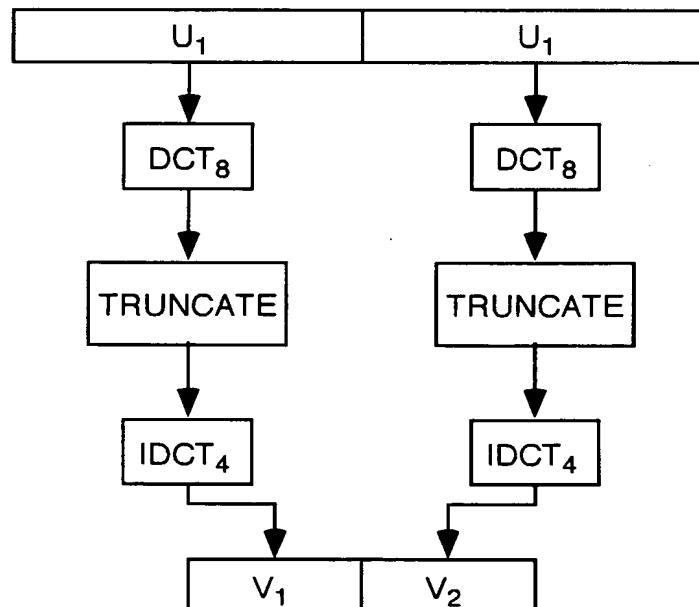 U₁ U₁
DCT₈ DCT₈
TRUNCATE TRUNCATE
IDCT₄ IDCT₄
V₁ V₂